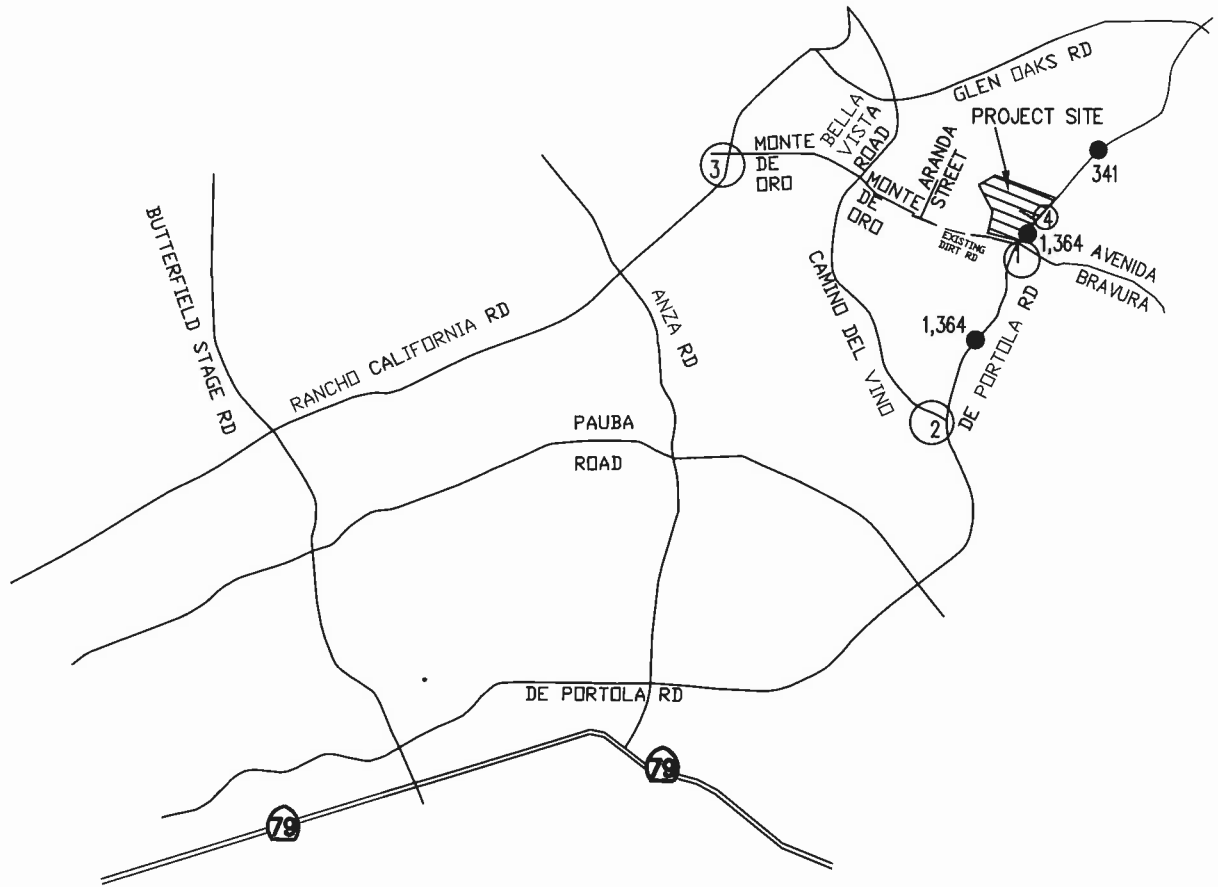 GLEN OAKS RD
PROJECT SITE
BELLA
VISTA
ROAD
MONTE
DE
ORO
3
ARANDA
STREET
MONTE
DE
ORO
341
4
EXISTING
DIRT RD
1,364
AVENIDA
BRAVURA
BUTTERFIELD STAGE RD
RANCHO CALIFORNIA RD
ANZA RD
CAMINO DEL VINO
1,364
DE PORTOLA RD
2
PAUBA
ROAD
DE PORTOLA RD
79
79